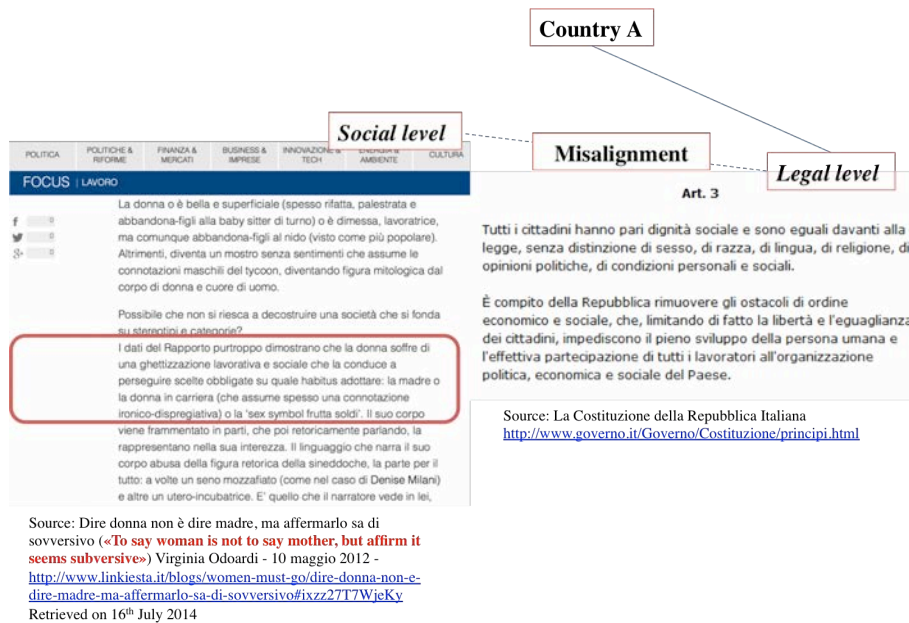 Country A
Social level
Misalignment
Legal level
POLITICA
POLITICHE &
RIFORME
FINANZA &
MERCATI
BUSINESS &
IMPRESE
INNOVAZIONE &
TECH
ENERGIA &
AMBIENTE
CULTURA
FOCUS | LAVORO
f 0
0
g+ 0
La donna o è bella e superficiale (spesso rifatta, palestrata e
abbandona-figli alla baby sitter di turno) o è dimessa, lavoratrice,
ma comunque abbandona-figli al nido (visto come più popolare).
Altrimenti, diventa un mostro senza sentimenti che assume le
connotazioni maschili del tycoon, diventando figura mitologica dal
corpo di donna e cuore di uomo.
Possibile che non si riesca a decostruire una società che si fonda
su stereotipi e categorie?
I dati del Rapporto purtroppo dimostrano che la donna soffre di
una ghettizzazione lavorativa e sociale che la conduce a
perseguire scelte obbligate su quale habitus adottare: la madre o
la donna in carriera (che assume spesso una connotazione
ironico-dispregiativa) o la 'sex symbol frutta soldi'. Il suo corpo
viene frammentato in parti, che poi retoricamente parlando, la
rappresentano nella sua interezza. Il linguaggio che narra il suo
corpo abusa della figura retorica della sineddoche, la parte per il
tutto: a volte un seno mozzafiato (come nel caso di Denise Milani)
e altre un utero-incubatrice. E' quello che il narratore vede in lei,
Art. 3
Tutti i cittadini hanno pari dignità sociale e sono eguali davanti alla
legge, senza distinzione di sesso, di razza, di lingua, di religione, di
opinioni politiche, di condizioni personali e sociali.
È compito della Repubblica rimuovere gli ostacoli di ordine
economico e sociale, che, limitando di fatto la libertà e l'eguaglianza
dei cittadini, impediscono il pieno sviluppo della persona umana e
l'effettiva partecipazione di tutti i lavoratori all'organizzazione
politica, economica e sociale del Paese.
Source: La Costituzione della Repubblica Italiana
http://www.governo.it/Governo/Costituzione/principi.html
Source: Dire donna non è dire madre, ma affermarlo sa di
sovversivo («To say woman is not to say mother, but affirm it
seems subversive») Virginia Odoardi - 10 maggio 2012 -
http://www.linkiesta.it/blogs/women-must-go/dire-donna-non-e-
dire-madre-ma-affermarlo-sa-di-sovversivo#ixzz27T7WjeKy
Retrieved on 16th July 2014